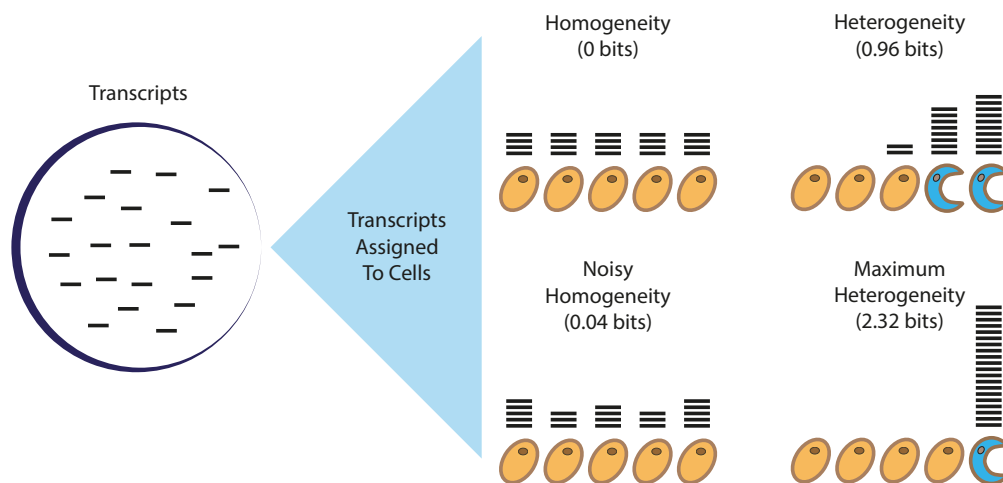 Transcripts
Transcripts
Assigned
To Cells
Homogeneity
(0 bits)
Heterogeneity
(0.96 bits)
Noisy
Homogeneity
(0.04 bits)
Maximum
Heterogeneity
(2.32 bits)